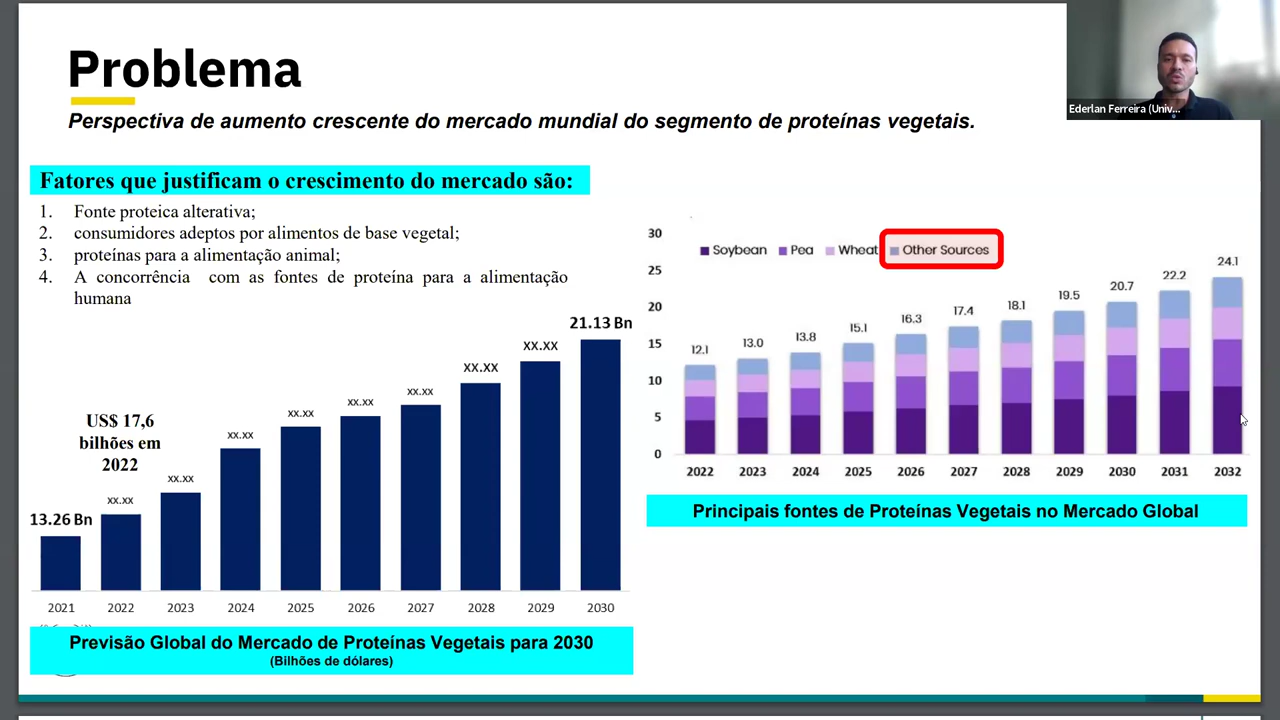 Problema
Perspectiva de aumento crescente do mercado mundial do segmento de proteínas vegetais.
Ederlan Ferreira (Univ...
Fatores que justificam o crescimento do mercado são:
1. Fonte proteica alterativa;
2. consumidores adeptos por alimentos de base vegetal;
3. proteínas para a alimentação animal;
4. A concorrência com as fontes de proteína para a alimentação
humana
13.26 Bn
xx.xx
xx.xx
xx.xx
xx.xx
xx.xx
xx.xx
xx.xx
xx.xx
21.13 Bn
US$ 17,6
bilhões em
2022
2021 2022 2023 2024 2025 2026 2027 2028 2029 2030
Previsão Global do Mercado de Proteínas Vegetais para 2030
(Bilhões de dólares)
Soybean Pea Wheat Other Sources
30
25
20
15
10
5
0
12.1 13.0 13.8 15.1 16.3 17.4 18.1 19.5 20.7 22.2 24.1
2022 2023 2024 2025 2026 2027 2028 2029 2030 2031 2032
Principais fontes de Proteínas Vegetais no Mercado Global